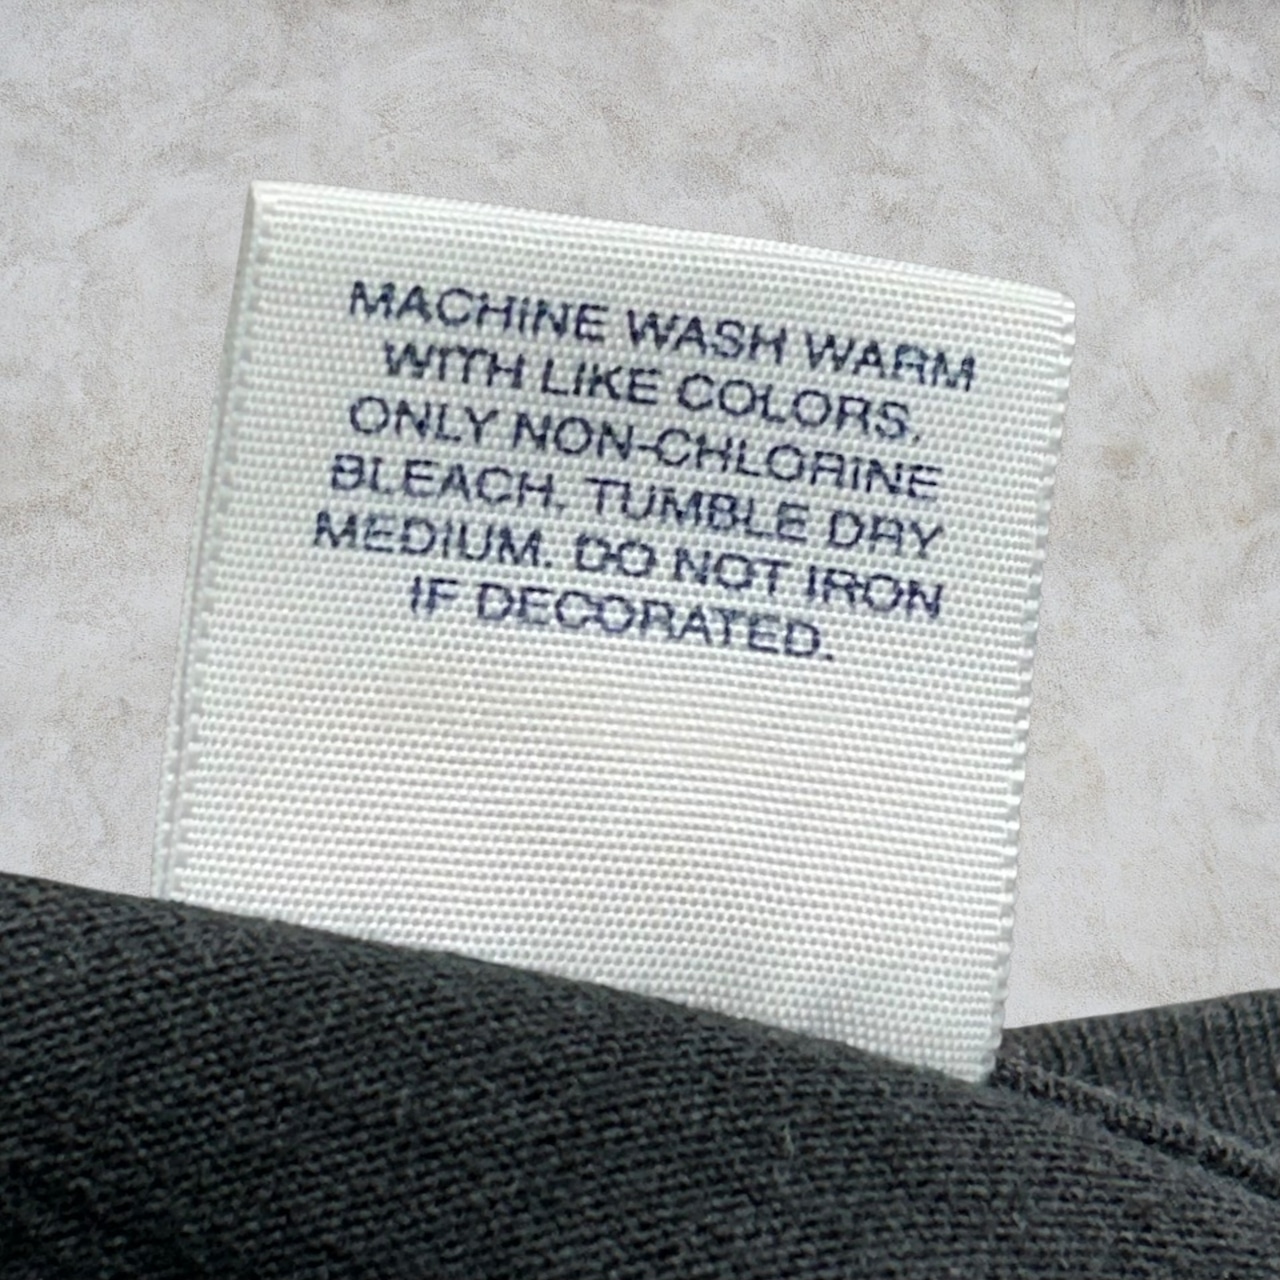 MACHINE WASH WARM
WITH LIKE COLORS.
ONLY NON-CHLORINE
BLEACH. TUMBLE DRY
MEDIUM. DO NOT IRON
IF DECORATED.